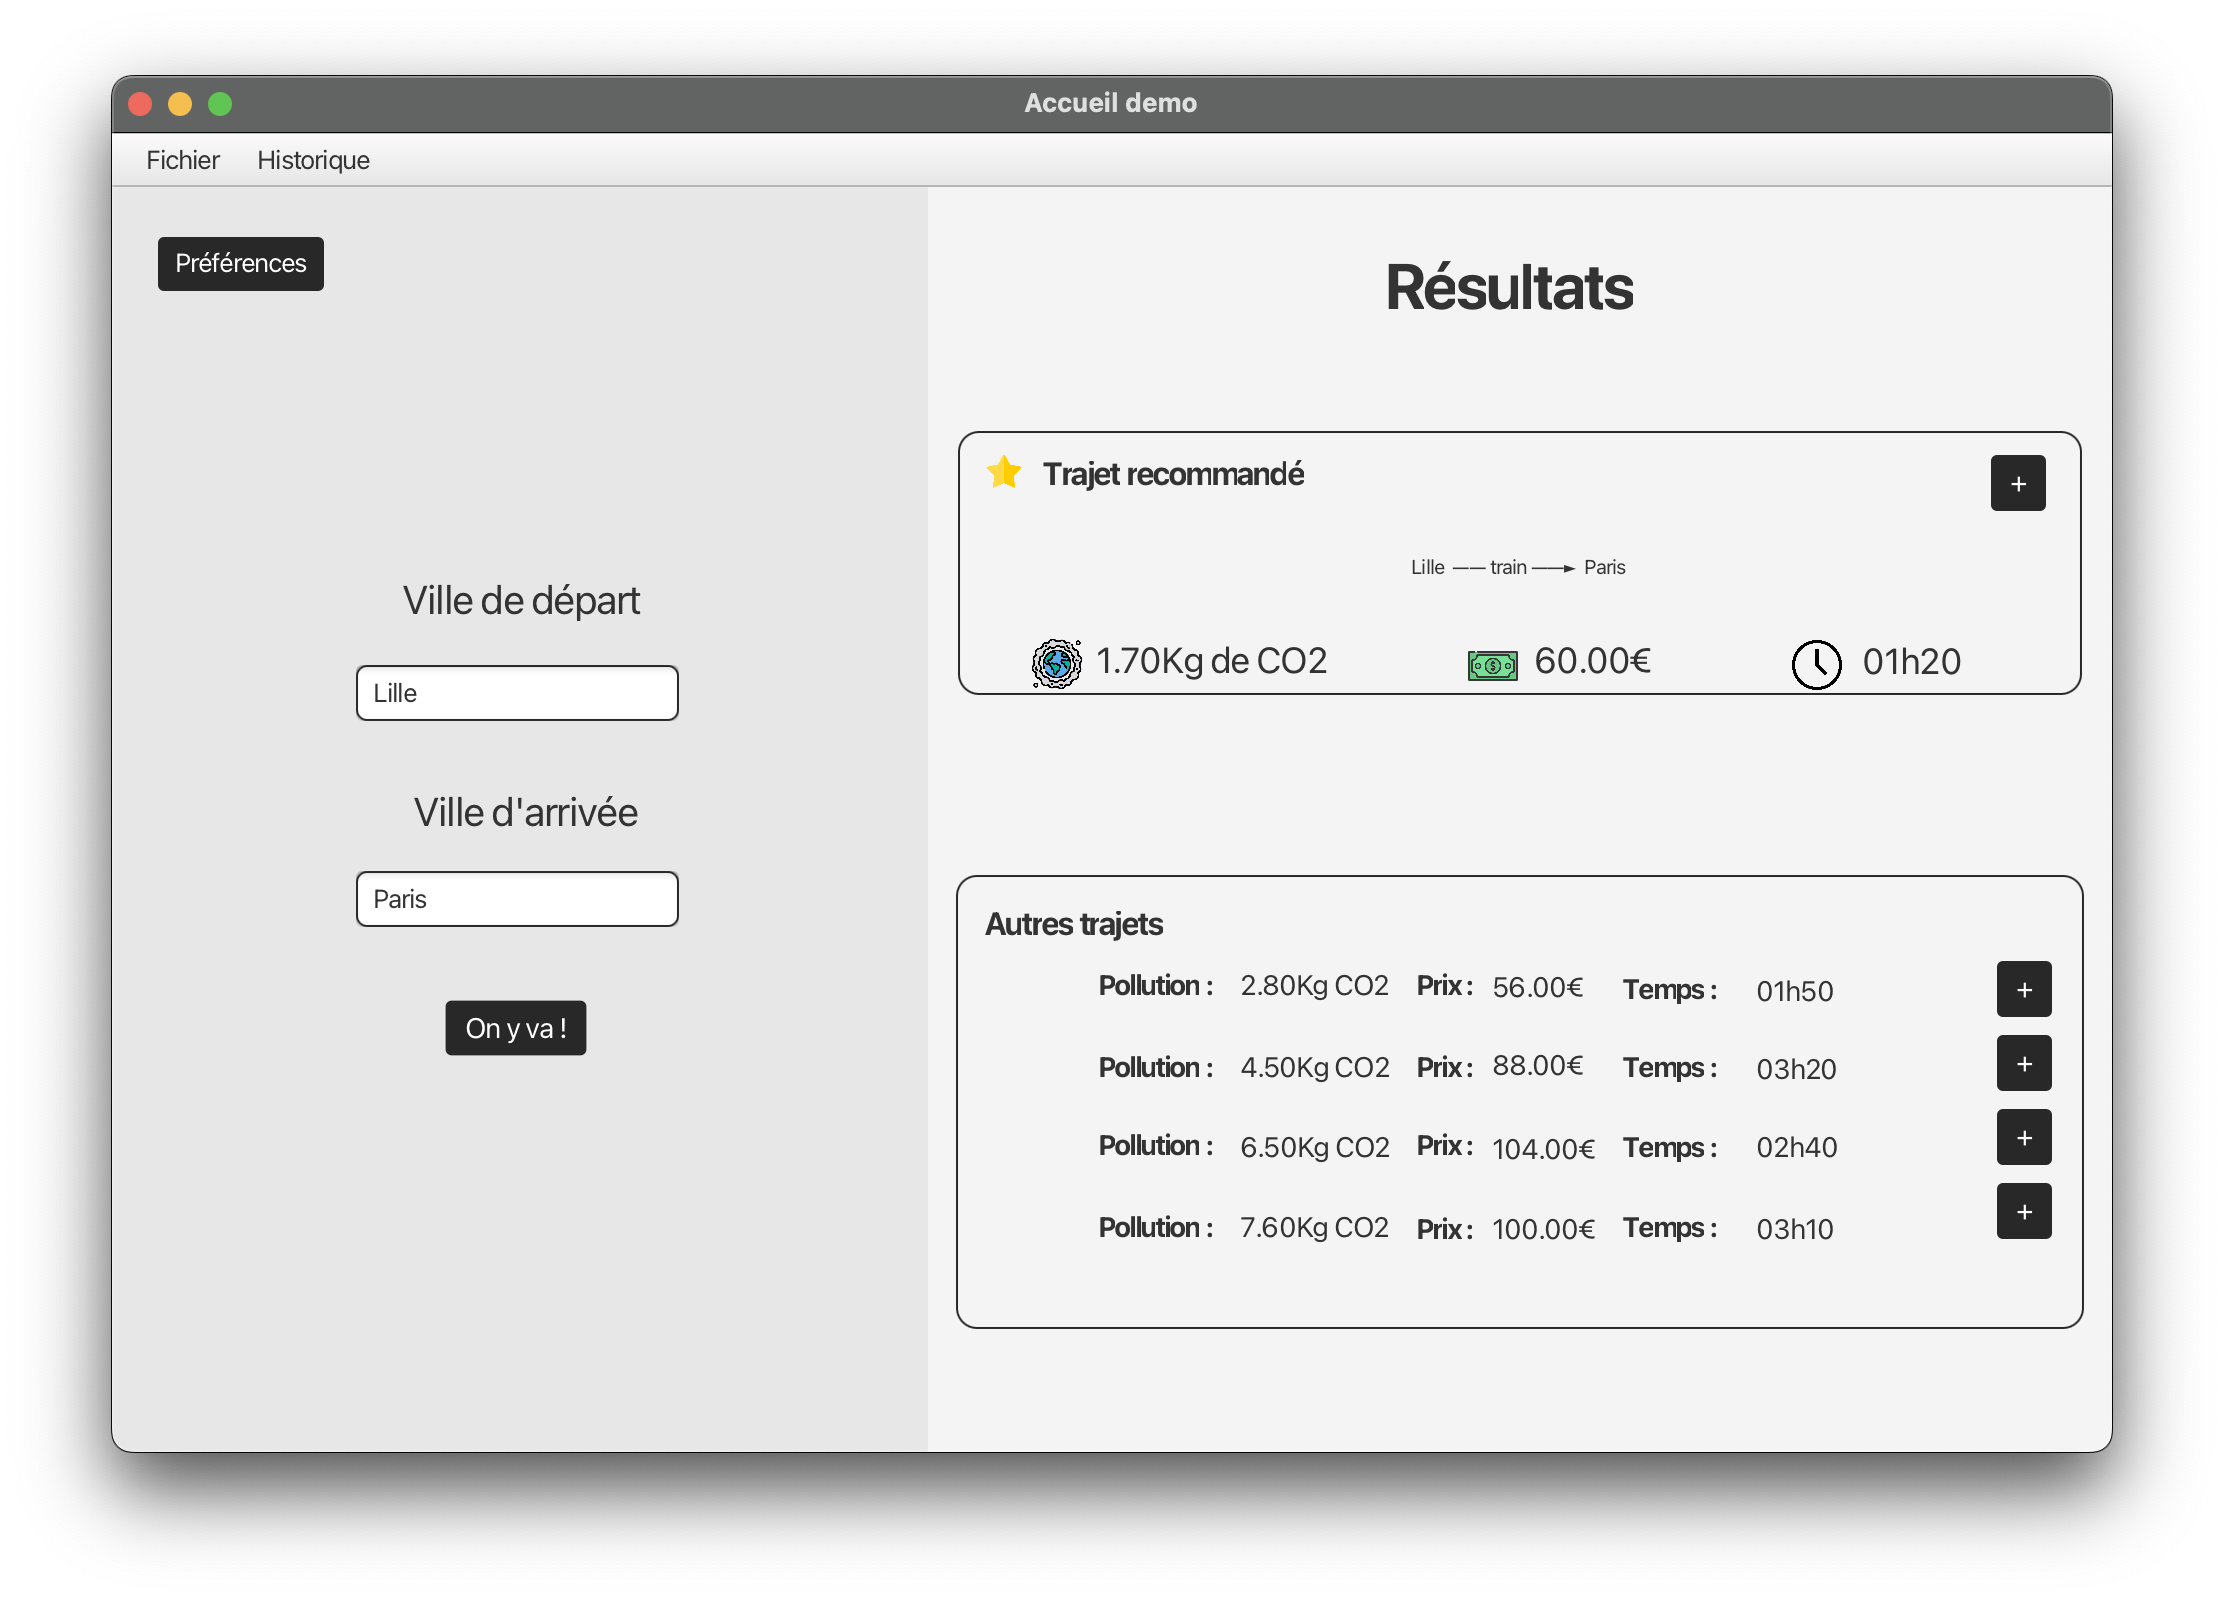 Accueil demo
Fichier Historique
Préférences
Ville de départ
Lille
Ville d'arrivée
Paris
On y va !
Résultats
Trajet recommandé +
Lille —— train ——► Paris
1.70Kg de CO2 60.00€ 01h20
Autres trajets
Pollution : 2.80Kg CO2 Prix : 56.00€ Temps : 01h50 +
Pollution : 4.50Kg CO2 Prix : 88.00€ Temps : 03h20 +
Pollution : 6.50Kg CO2 Prix : 104.00€ Temps : 02h40 +
Pollution : 7.60Kg CO2 Prix : 100.00€ Temps : 03h10 +